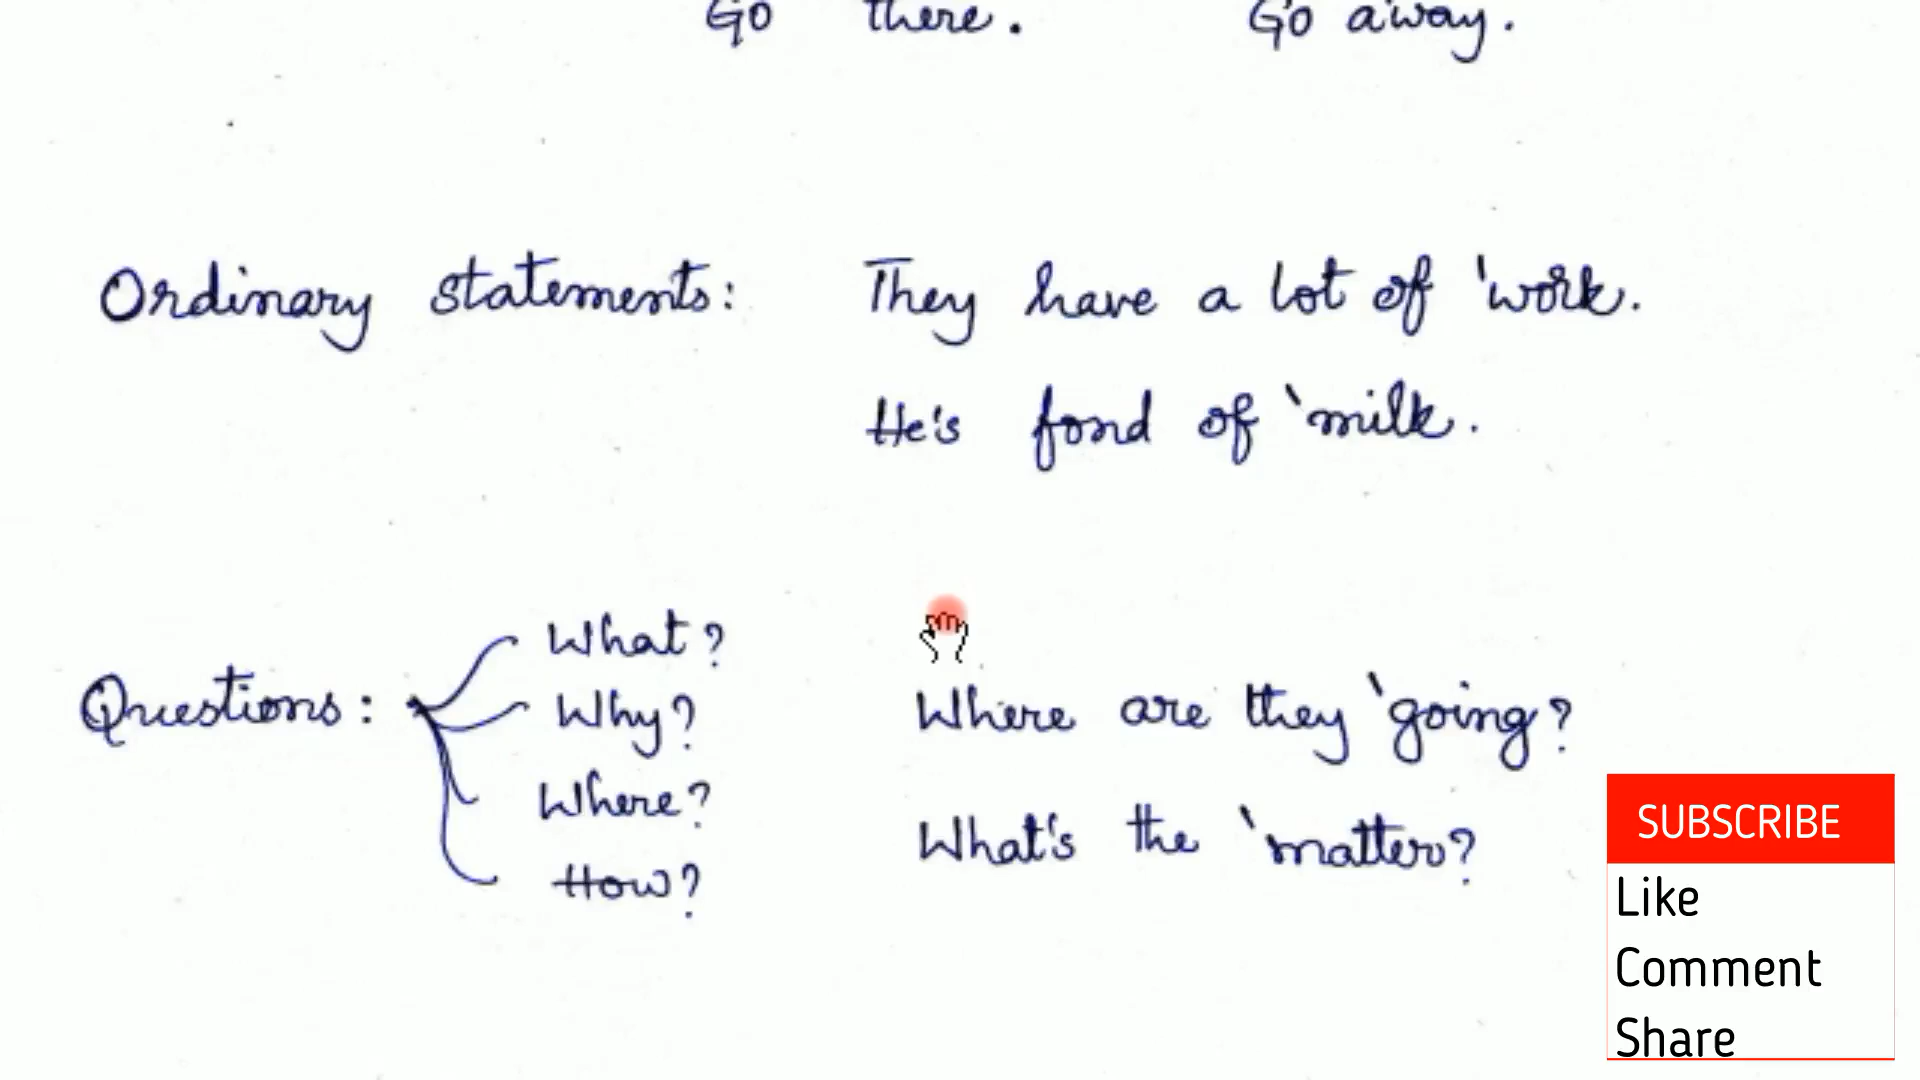 Go there. Go away.
Ordinary statements: They have a lot of 'work.
He's fond of `milk.
What?
Questions: Why? Where are they `going?
Where?
What's the `matter?
How?
SUBSCRIBE
Like
Comment
Share